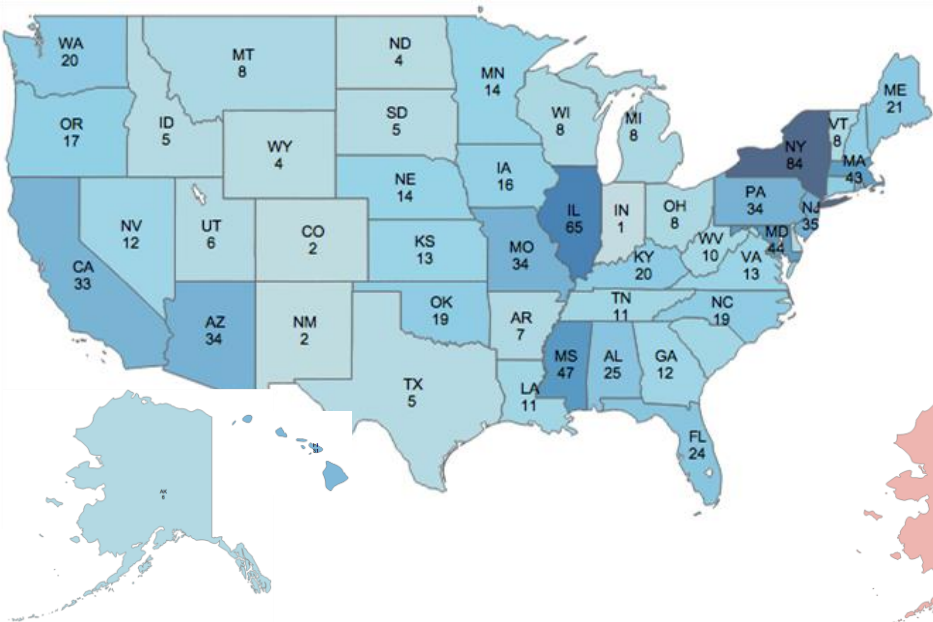 WA
20
MT
8
ND
4
MN
14
ME
21
OR
17
ID
5
SD
5
WI
8
MI
8
VT
8
NY
84
MA
43
WY
4
NE
14
IA
16
PA
34
NJ
35
NV
12
UT
6
CO
2
KS
13
MO
34
IL
65
IN
1
OH
8
WV
10
MD
44
VA
13
KY
20
CA
33
AZ
34
NM
2
OK
19
AR
7
TN
11
NC
19
MS
47
AL
25
GA
12
TX
5
LA
11
FL
24
AK